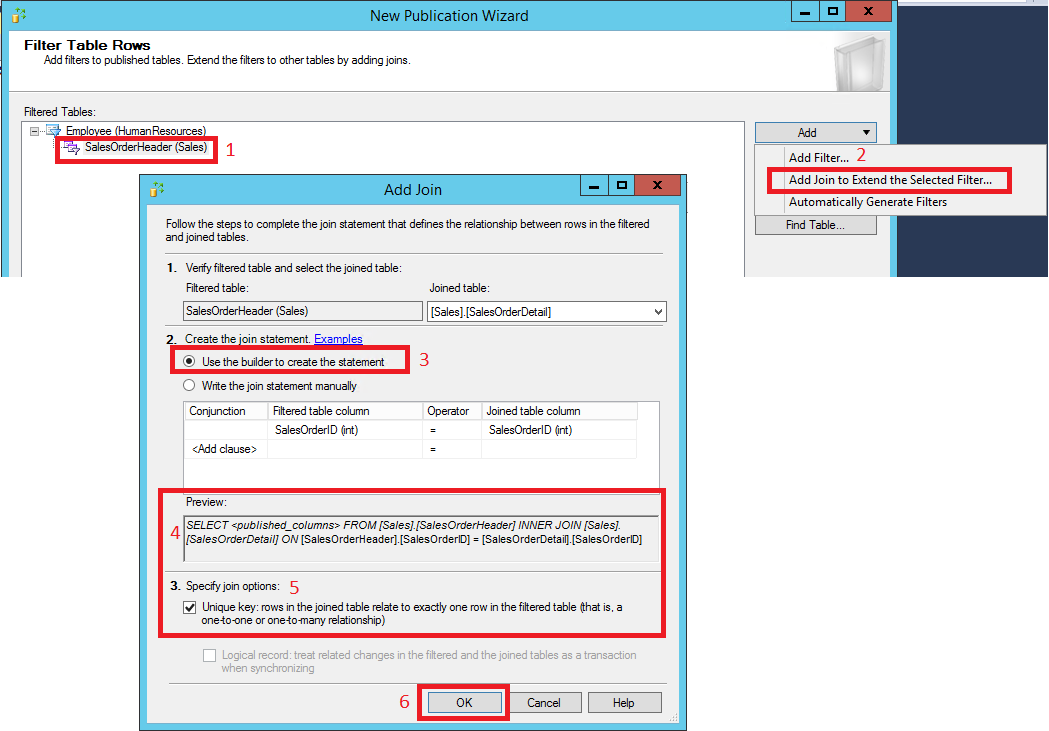 New Publication Wizard
Filter Table Rows
Add filters to published tables. Extend the filters to other tables by adding joins.
Filtered Tables:
Employee (HumanResources)
SalesOrderHeader (Sales) 1
Add
Add Filter... 2
Add Join to Extend the Selected Filter...
Automatically Generate Filters
Find Table...
Add Join
Follow the steps to complete the join statement that defines the relationship between rows in the filtered
and joined tables.
1. Verify filtered table and select the joined table:
Filtered table: Joined table:
SalesOrderHeader (Sales) [Sales].[SalesOrderDetail]
2. Create the join statement. Examples
Use the builder to create the statement 3
Write the join statement manually
Conjunction Filtered table column Operator Joined table column
SalesOrderID (int) = SalesOrderID (int)
<Add clause> =
Preview:
4 SELECT <published_columns> FROM [Sales].[SalesOrderHeader] INNER JOIN [Sales].
[SalesOrderDetail] ON [SalesOrderHeader].[SalesOrderID] = [SalesOrderDetail].[SalesOrderID]
3. Specify join options: 5
Unique key: rows in the joined table relate to exactly one row in the filtered table (that is, a
one-to-one or one-to-many relationship)
Logical record: treat related changes in the filtered and the joined tables as a transaction
when synchronizing
6 OK Cancel Help